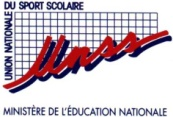 UNION NATIONALE
DU SPORT SCOLAIRE
Unss
MINISTÈRE DE L'ÉDUCATION NATIONALE